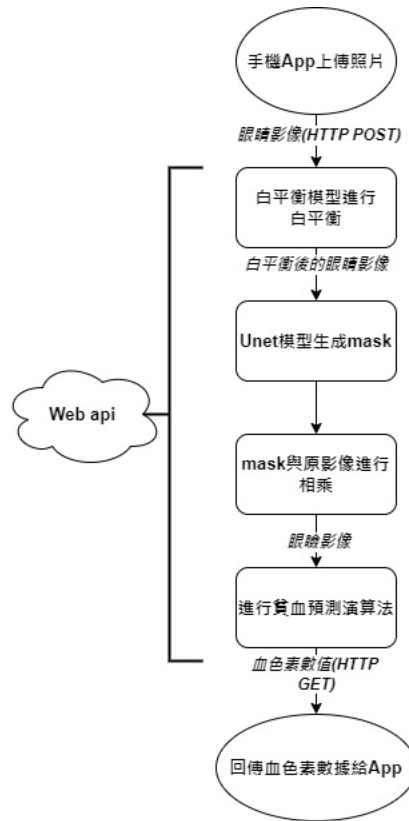 手機App上傳照片
眼睛影像(HTTP POST)
白平衡模型進行
白平衡
白平衡後的眼睛影像
Unet模型生成mask
Web api
mask與原影像進行
相乘
眼瞼影像
進行貧血預測演算法
血色素數值(HTTP
GET)
回傳血色素數據給App